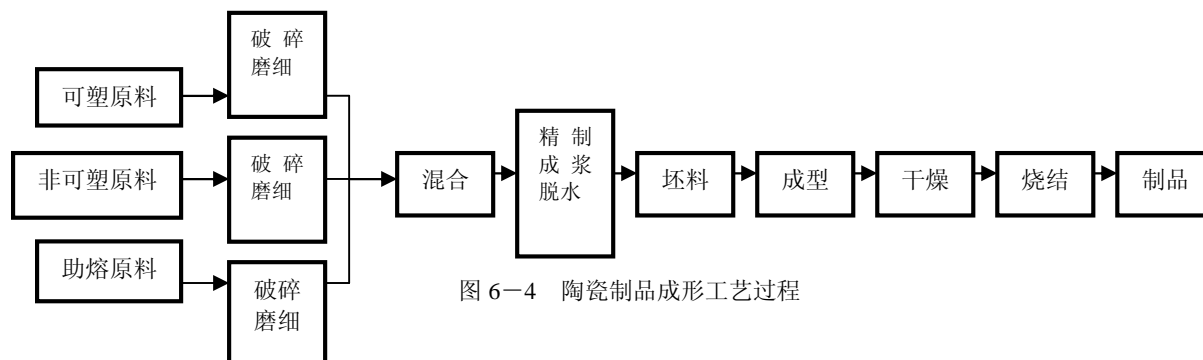 破 碎
磨细
可塑原料
非可塑原料
破 碎
磨细
助熔原料
破碎
磨细
混合
精 制
成 浆
脱水
坯料
成型
干燥
烧结
制品
图 6－4 陶瓷制品成形工艺过程